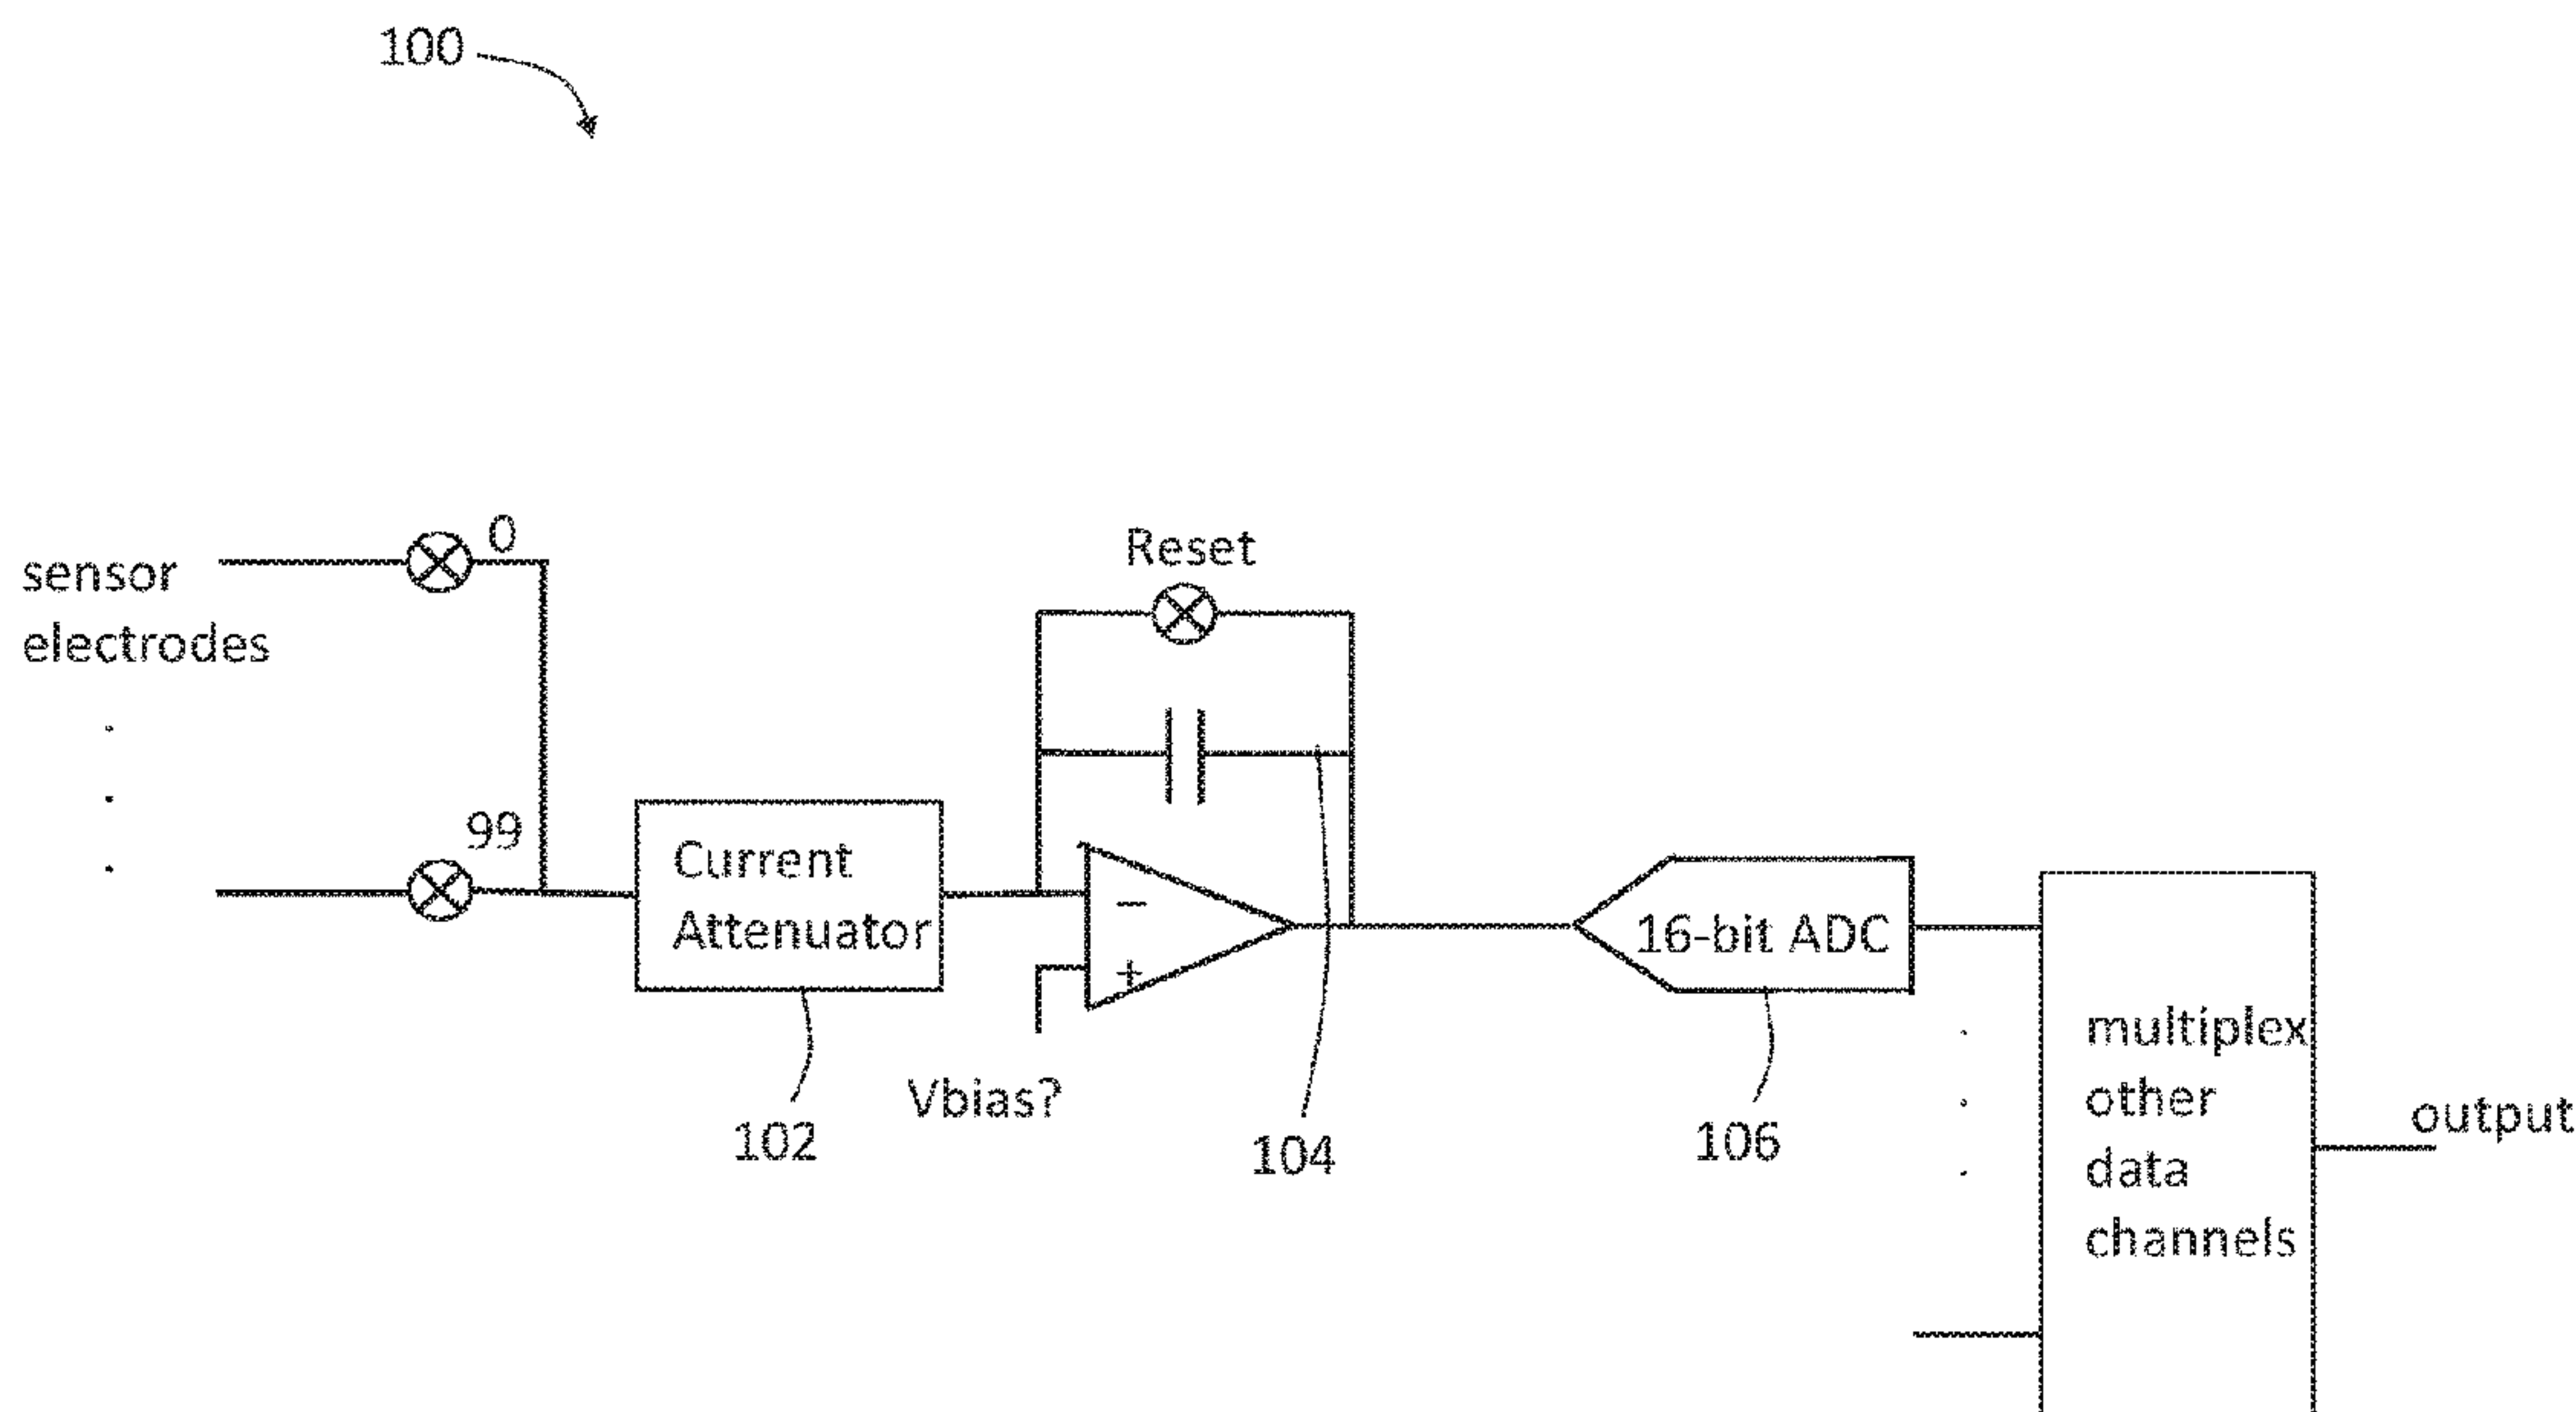 100
0
sensor
electrodes
Reset
99
Current
Attenuator
−
+
16-bit ADC
Vbias?
102
104
106
multiplex
other
data
channels
output